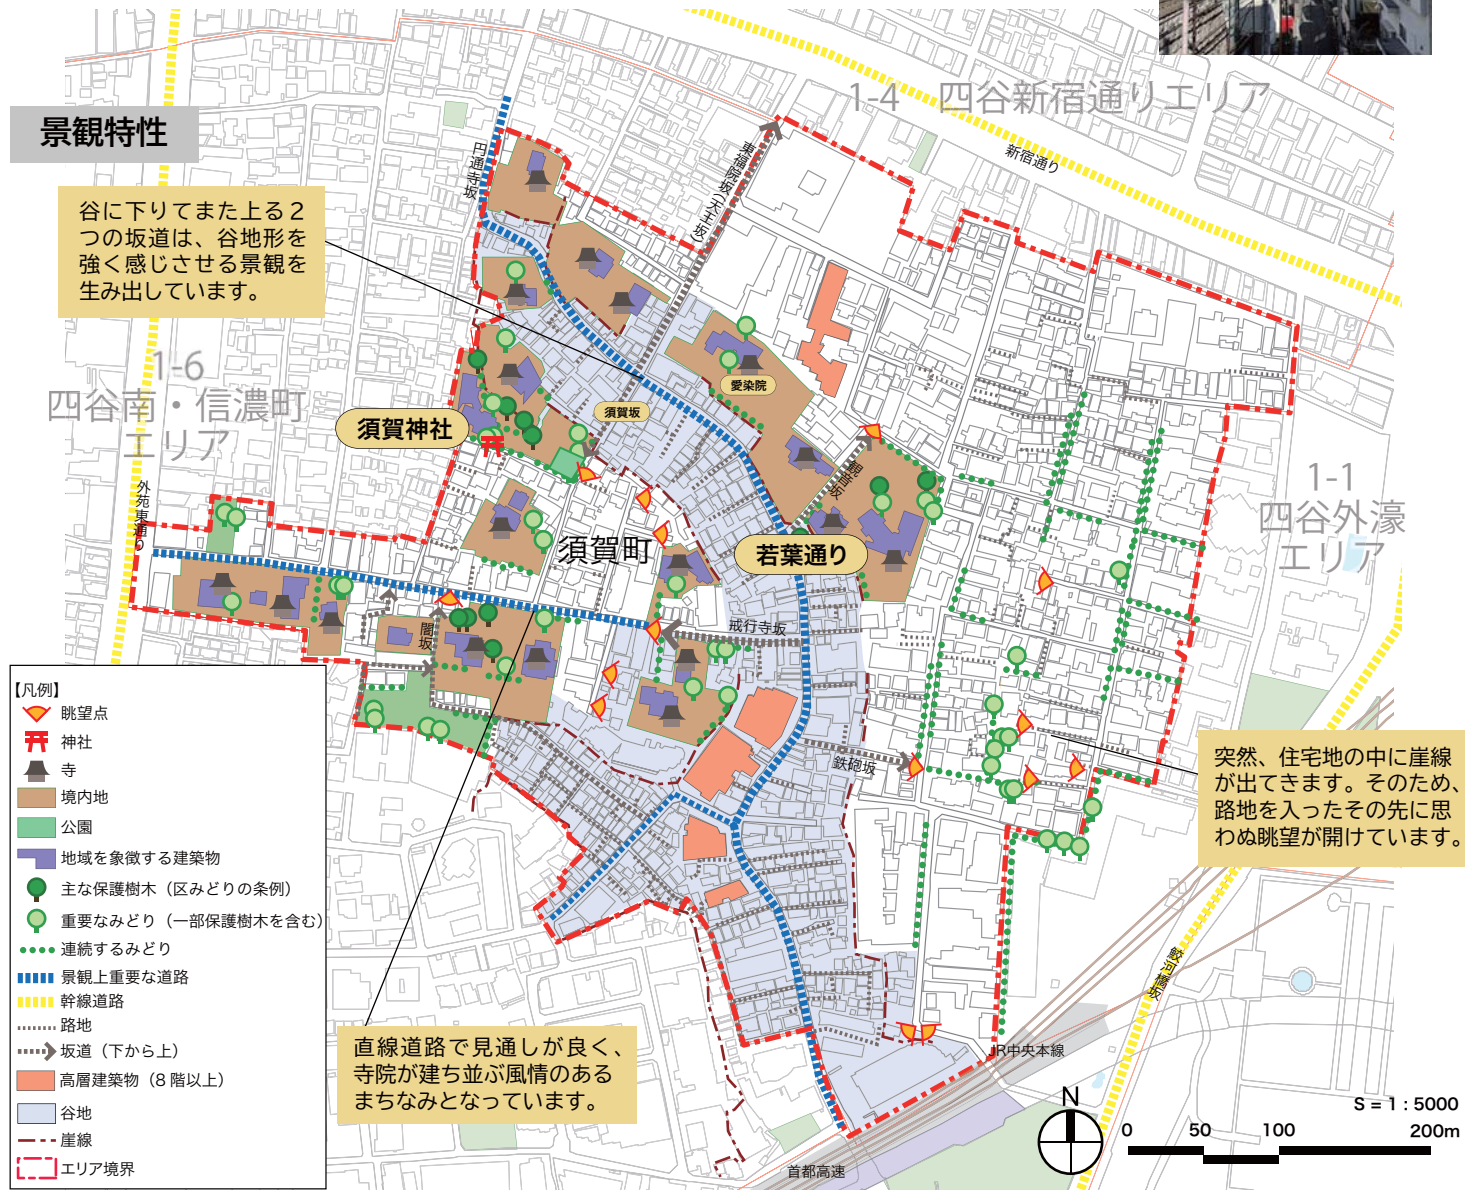 景観特性
1-4 四谷新宿通りエリア
新宿通り
円通寺坂
東福院坂(天王坂)
谷に下りてまた上る２
つの坂道は、谷地形を
強く感じさせる景観を
生み出しています。
1-6
四谷南・信濃町
エリア
愛染院
須賀坂
須賀神社
観音坂
1-1
四谷外濠
エリア
外苑東通り
須賀町
若葉通り
戒行寺坂
闇坂
鉄砲坂
【凡例】
眺望点
神社
寺
境内地
公園
地域を象徴する建築物
主な保護樹木（区みどりの条例）
重要なみどり（一部保護樹木を含む）
連続するみどり
景観上重要な道路
幹線道路
路地
坂道（下から上）
高層建築物（8 階以上）
谷地
崖線
エリア境界
突然、住宅地の中に崖線
が出てきます。そのため、
路地を入ったその先に思
わぬ眺望が開けています。
直線道路で見通しが良く、
寺院が建ち並ぶ風情のある
まちなみとなっています。
鮫河橋坂
JR中央本線
首都高速
N
S = 1 : 5000
0 50 100 200m